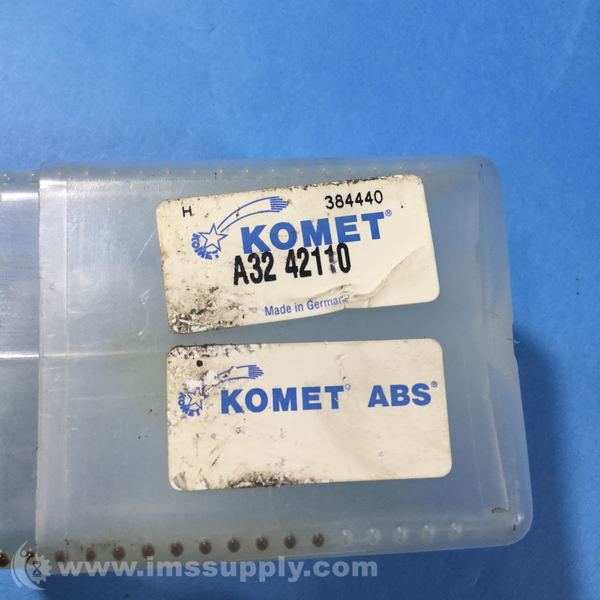 H 384440
KOMET®
A32 42110
Made in Germany
KOMET® ABS®
© www.imssupply.com